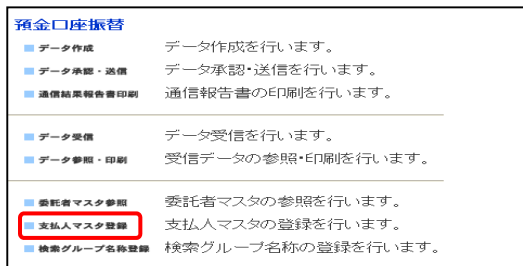 預金口座振替
データ作成 データ作成を行います。
データ承認・送信 データ承認・送信を行います。
通信結果報告書印刷 通信報告書の印刷を行います。
データ受信 データ受信を行います。
データ参照・印刷 受信データの参照・印刷を行います。
委託者マスタ参照 委託者マスタの参照を行います。
支払人マスタ登録 支払人マスタの登録を行います。
検索グループ名称登録 検索グループ名称の登録を行います。